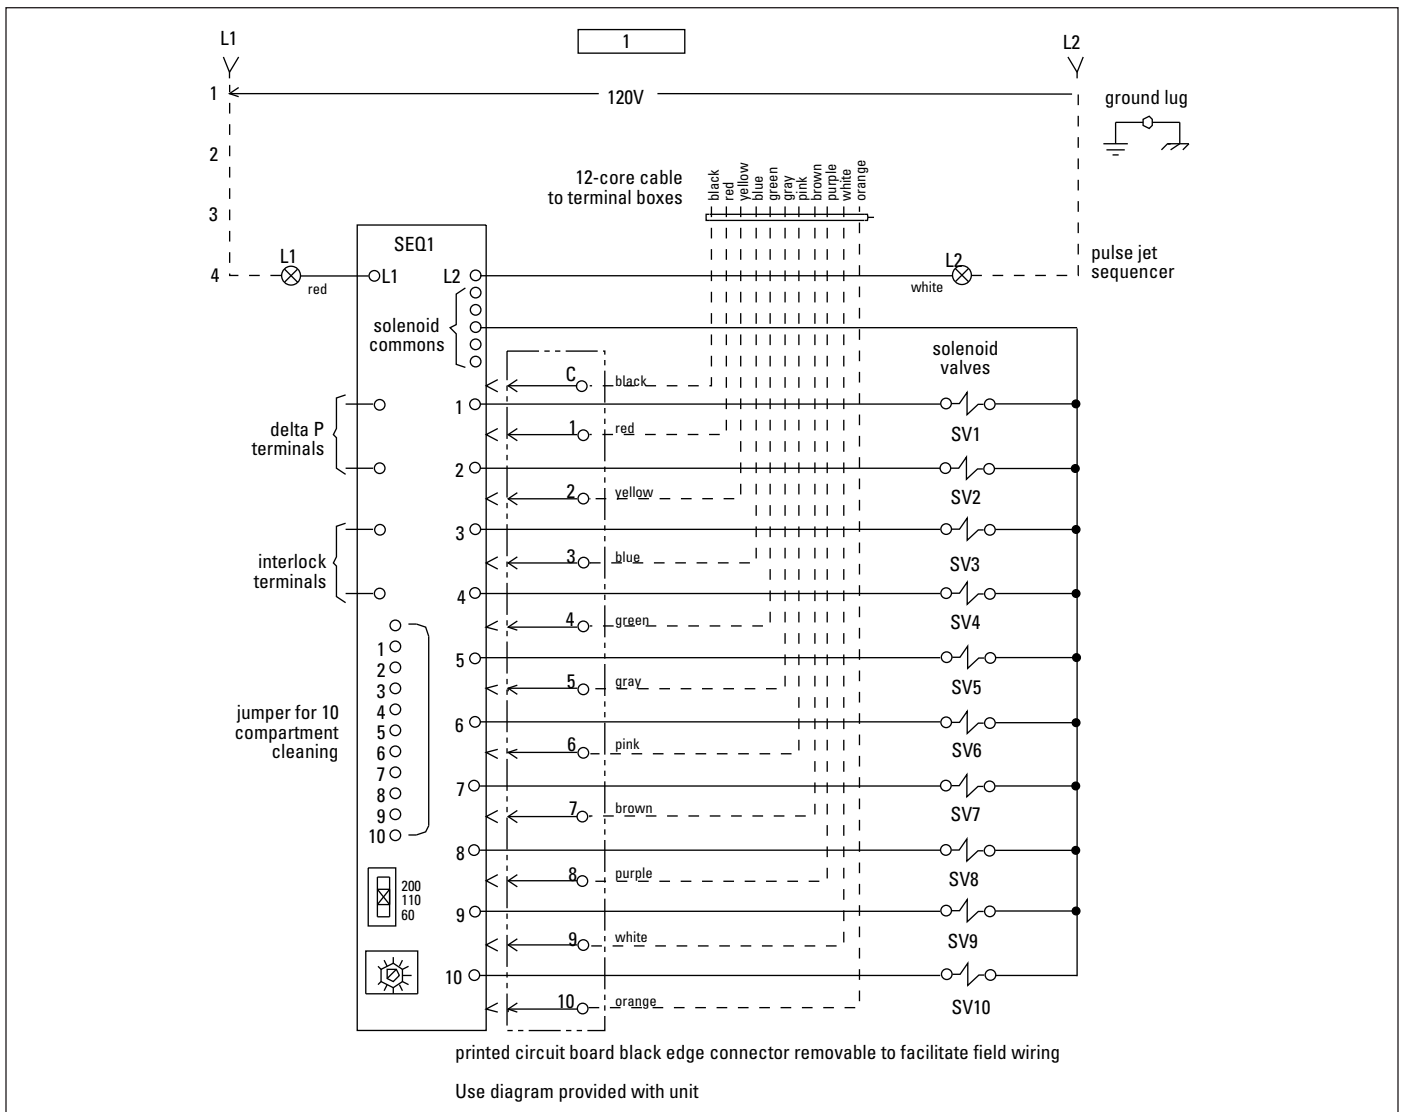 L1
1
L2
1
120V
ground lug
2
12-core cable
to terminal boxes
black
red
yellow
blue
green
gray
pink
brown
purple
white
orange
3
SEQ1
pulse jet
sequencer
4
L1
red
L1
L2
white
L2
solenoid
commons
solenoid
valves
C
black
1
SV1
delta P
terminals
1
red
2
SV2
2
yellow
3
SV3
interlock
terminals
3
blue
4
SV4
4
green
5
SV5
5
gray
6
SV6
6
pink
7
SV7
7
brown
8
SV8
8
purple
9
SV9
9
white
10
SV10
10
orange
jumper for 10
compartment
cleaning
1
2
3
4
5
6
7
8
9
10
200
110
60
printed circuit board black edge connector removable to facilitate field wiring
Use diagram provided with unit